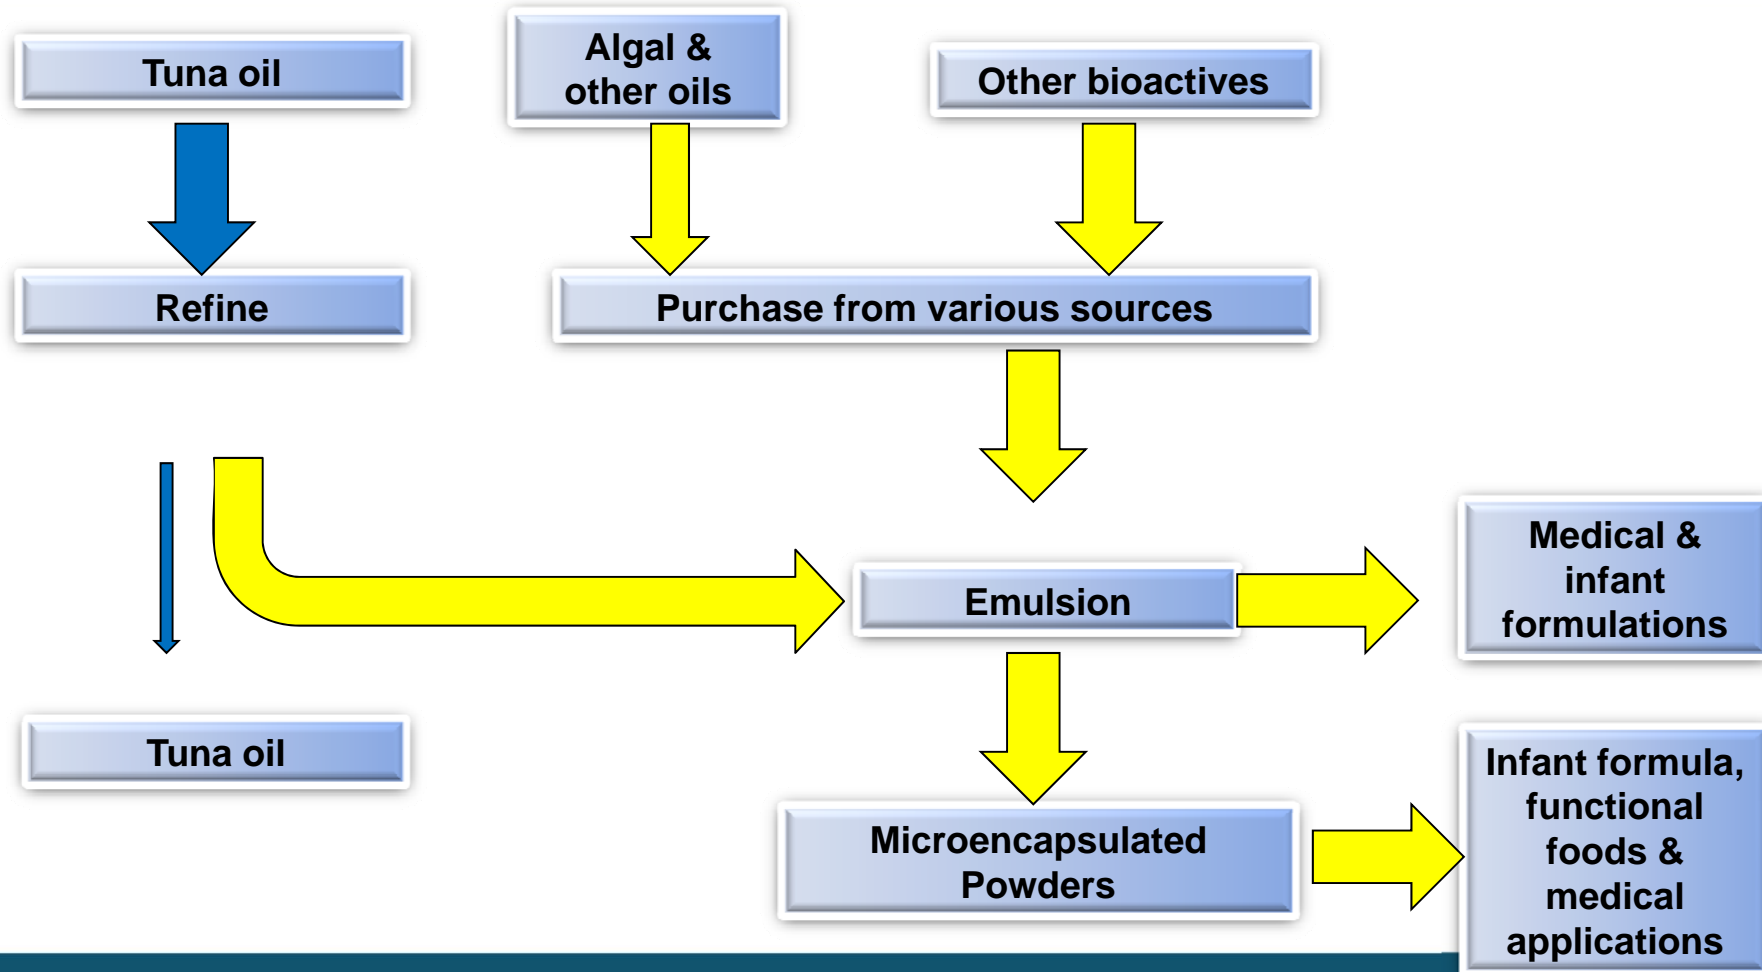 Tuna oil
Algal &
other oils
Other bioactives
Refine
Purchase from various sources
Emulsion
Medical &
infant
formulations
Tuna oil
Microencapsulated
Powders
Infant formula,
functional
foods &
medical
applications